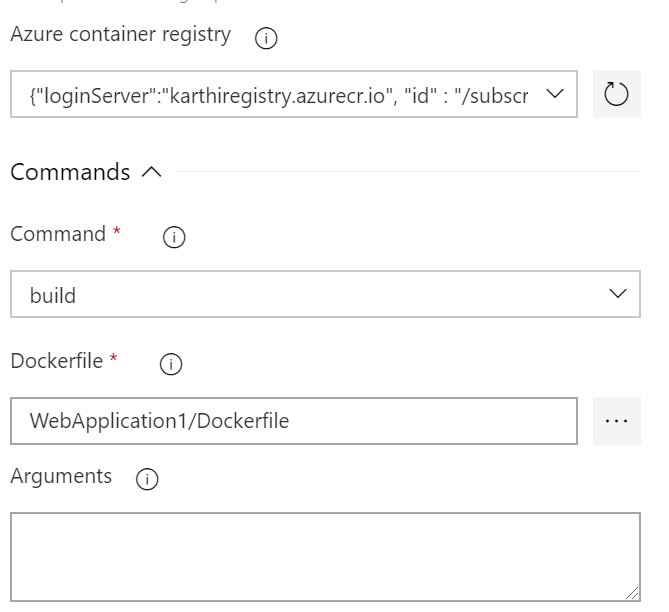 Azure container registry
{"loginServer":"karthiregistry.azurecr.io", "id" : "/subscr
Commands
Command *
build
Dockerfile *
WebApplication1/Dockerfile
...
Arguments